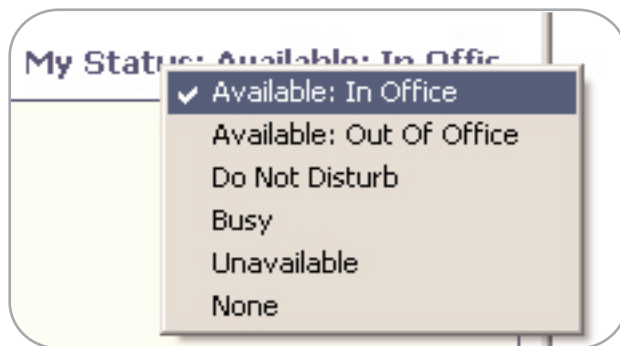 My Status: Available: In Offic
Available: In Office
Available: Out Of Office
Do Not Disturb
Busy
Unavailable
None